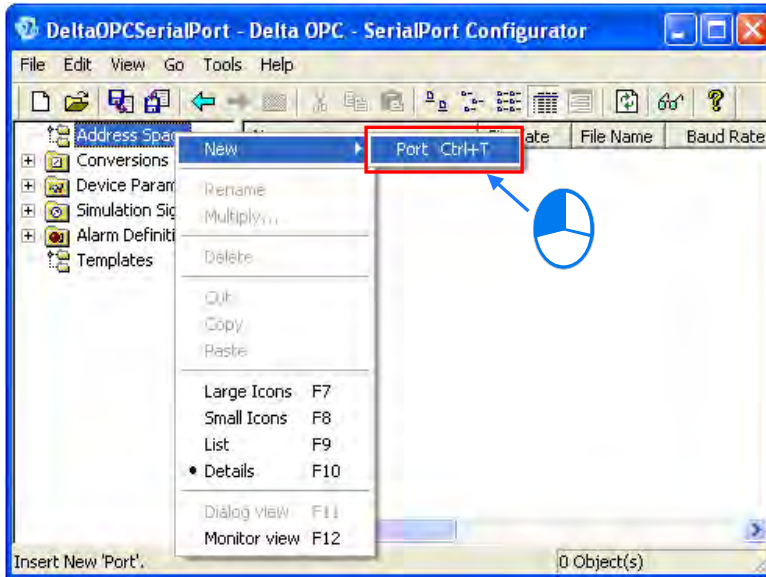 DeltaOPCSerialPort - Delta OPC - SerialPort Configurator
File Edit View Go Tools Help
Address Spac
Conversions
Device Param
Simulation Sig
Alarm Definiti
Templates
ate File Name Baud Rate
New
Port Ctrl+T
Rename
Multiply...
Delete
Cut
Copy
Paste
Large Icons F7
Small Icons F8
List F9
Details F10
Dialog view F11
Monitor view F12
Insert New 'Port'.
0 Object(s)